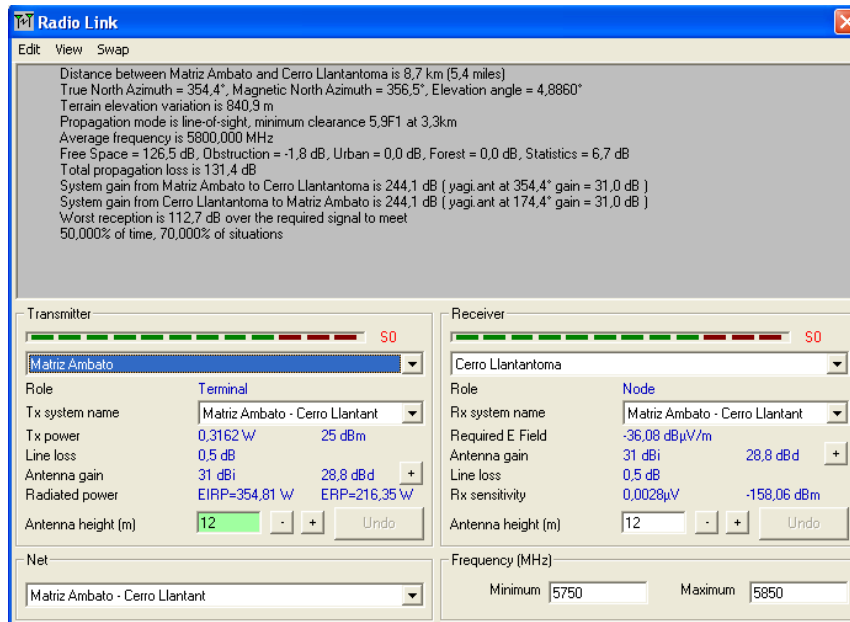 Radio Link
Edit View Swap
Distance between Matriz Ambato and Cerro Llantantoma is 8,7 km (5,4 miles)
True North Azimuth = 354,4°, Magnetic North Azimuth = 356,5°, Elevation angle = 4,8860°
Terrain elevation variation is 840,9 m
Propagation mode is line-of-sight, minimum clearance 5,9F1 at 3,3km
Average frequency is 5800,000 MHz
Free Space = 126,5 dB, Obstruction = -1,8 dB, Urban = 0,0 dB, Forest = 0,0 dB, Statistics = 6,7 dB
Total propagation loss is 131,4 dB
System gain from Matriz Ambato to Cerro Llantantoma is 244,1 dB ( yagi.ant at 354,4° gain = 31,0 dB )
System gain from Cerro Llantantoma to Matriz Ambato is 244,1 dB ( yagi.ant at 174,4° gain = 31,0 dB )
Worst reception is 112,7 dB over the required signal to meet
50,000% of time, 70,000% of situations
Transmitter
S0
Matriz Ambato
Role Terminal
Tx system name Matriz Ambato - Cerro Llantant
Tx power 0,3162 W 25 dBm
Line loss 0,5 dB
Antenna gain 31 dBi 28,8 dBd +
Radiated power EIRP=354,81 W ERP=216,35 W
Antenna height (m) 12 - + Undo
Receiver
S0
Cerro Llantantoma
Role Node
Rx system name Matriz Ambato - Cerro Llantant
Required E Field -36,08 dBµV/m
Antenna gain 31 dBi 28,8 dBd +
Line loss 0,5 dB
Rx sensitivity 0,0028µV -158,06 dBm
Antenna height (m) 12 - + Undo
Net
Matriz Ambato - Cerro Llantant
Frequency (MHz)
Minimum 5750 Maximum 5850